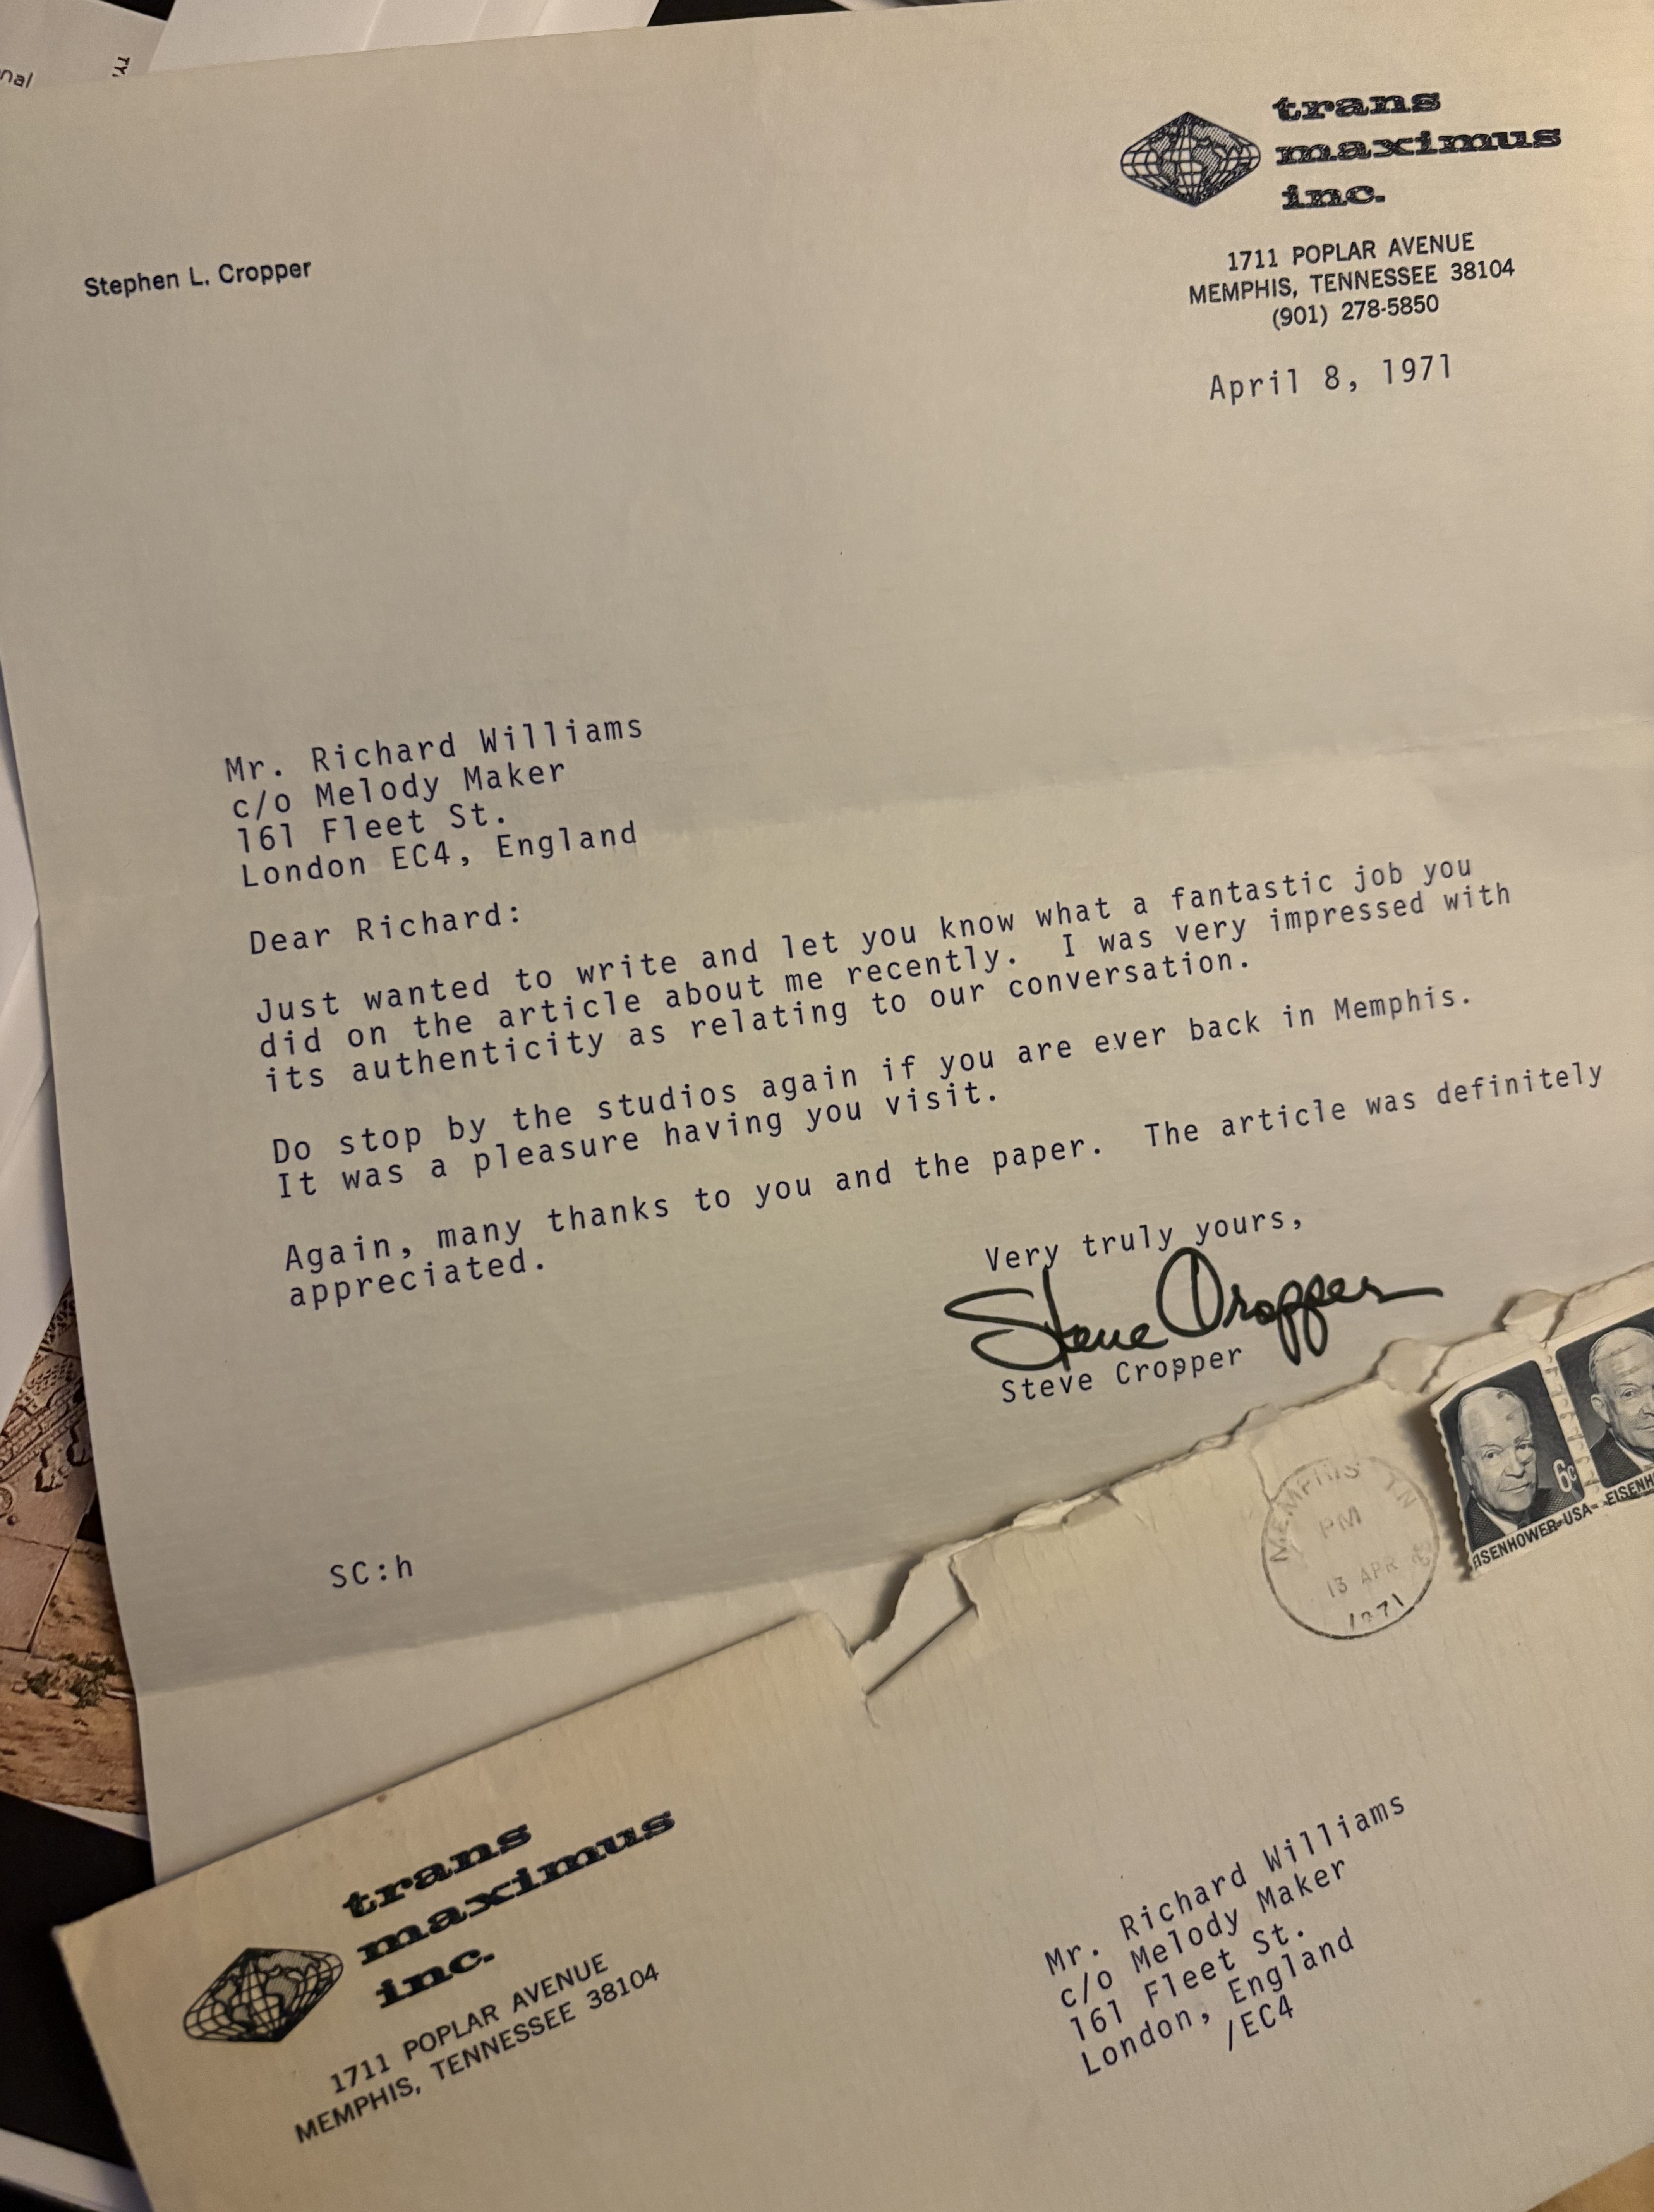 nal
TY,
trans
maximus
inc.
1711 POPLAR AVENUE
MEMPHIS, TENNESSEE 38104
(901) 278-5850
Stephen L. Cropper
April 8, 1971
Mr. Richard Williams
c/o Melody Maker
161 Fleet St.
London EC4, England
Dear Richard:
Just wanted to write and let you know what a fantastic job you
did on the article about me recently.  I was very impressed with
its authenticity as relating to our conversation.
Do stop by the studios again if you are ever back in Memphis.
It was a pleasure having you visit.
Again, many thanks to you and the paper.  The article was definitely
appreciated.
Very truly yours,
Steve Cropper
Steve Cropper
SC:h
MEMPHIS TN
PM
13 APR
1971
6c
EISENHOWER·USA
EISENH
trans
maximus
inc.
1711 POPLAR AVENUE
MEMPHIS, TENNESSEE 38104
Mr. Richard Williams
c/o Melody Maker
161 Fleet St.
London, England
/EC4